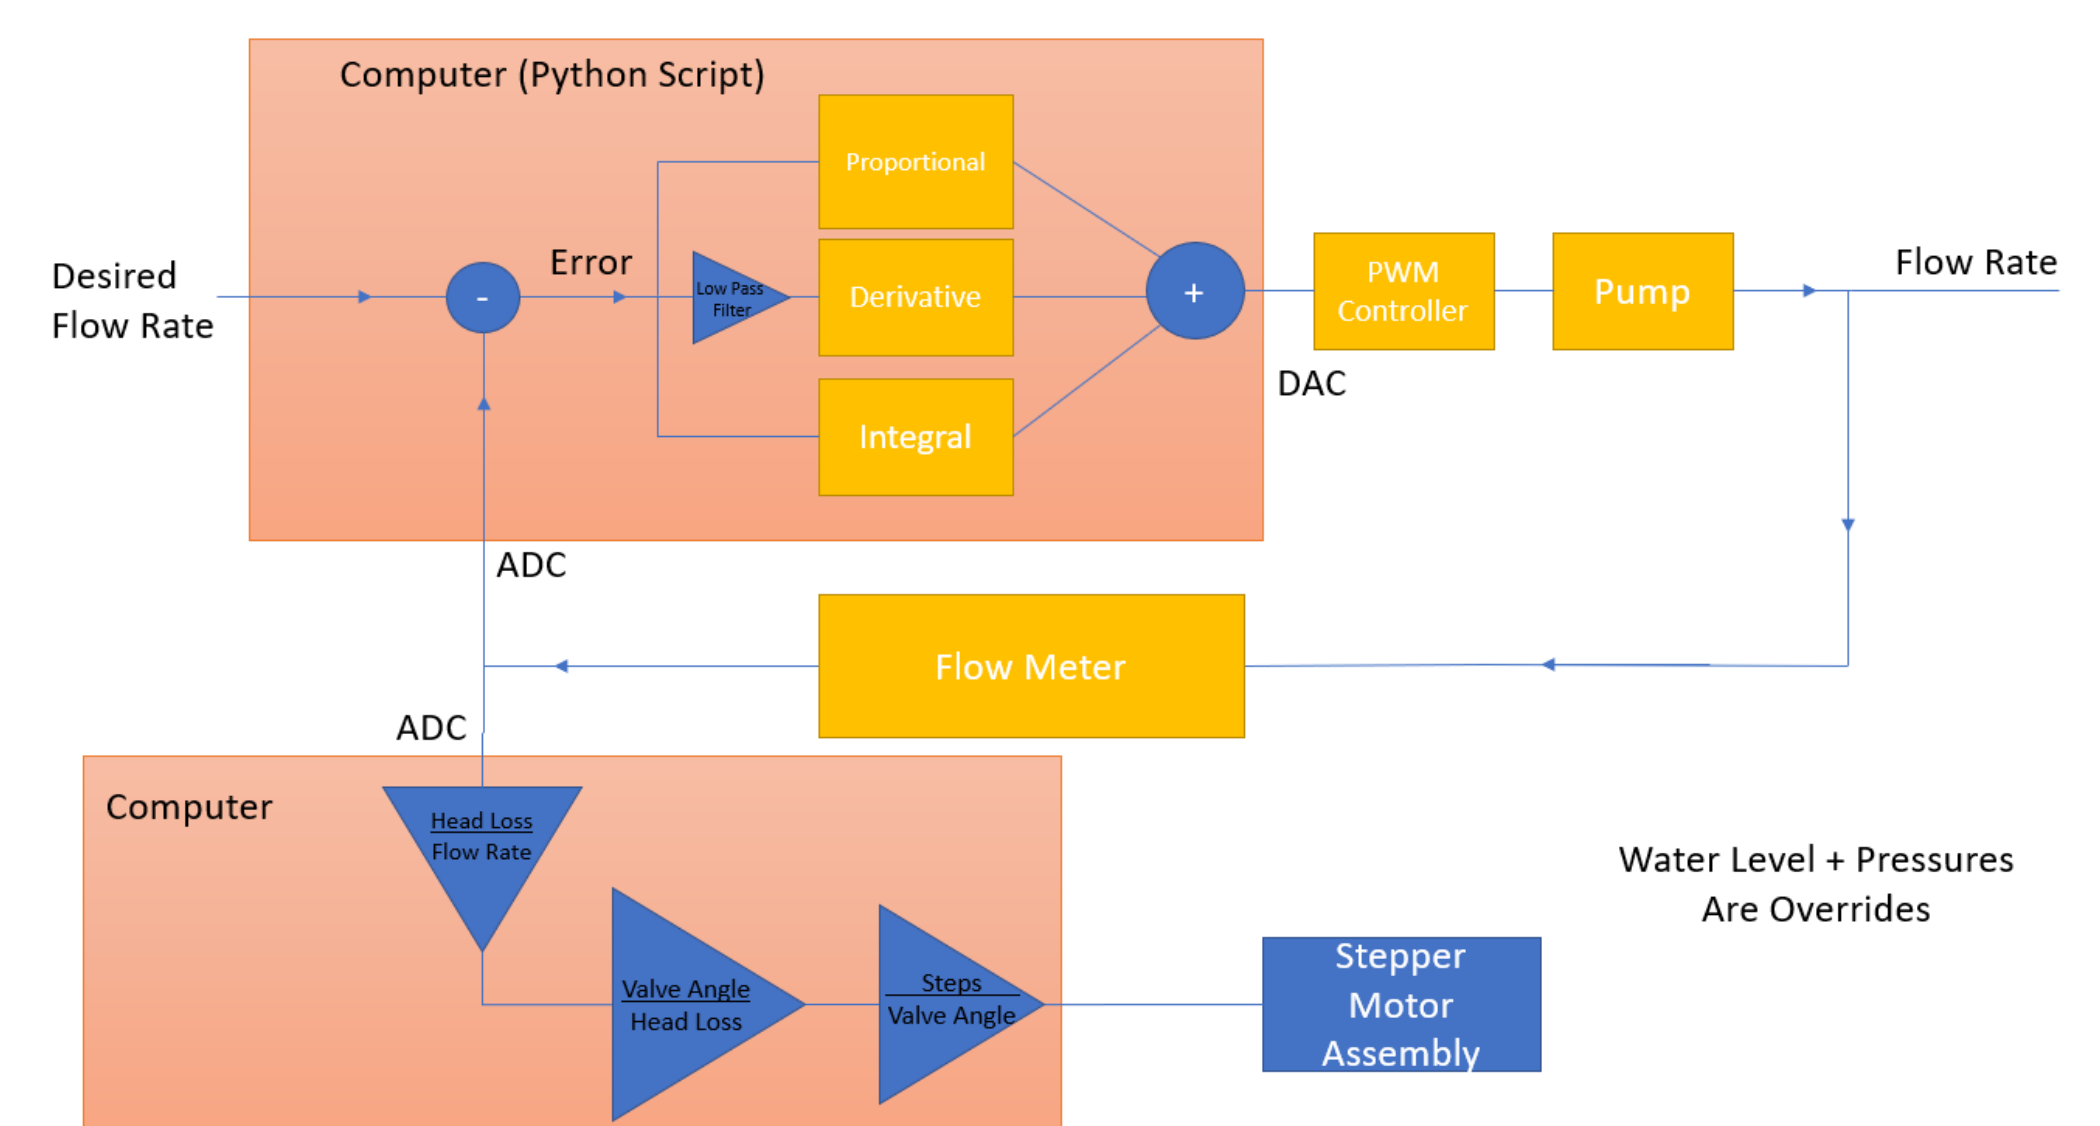 Computer (Python Script)
Proportional
Desired
Flow Rate
-
Error
Low Pass
Filter
Derivative
+
PWM
Controller
Pump
Flow Rate
DAC
Integral
ADC
Flow Meter
ADC
Computer
Head Loss
Flow Rate
Valve Angle
Head Loss
Steps
Valve Angle
Water Level + Pressures
Are Overrides
Stepper
Motor
Assembly